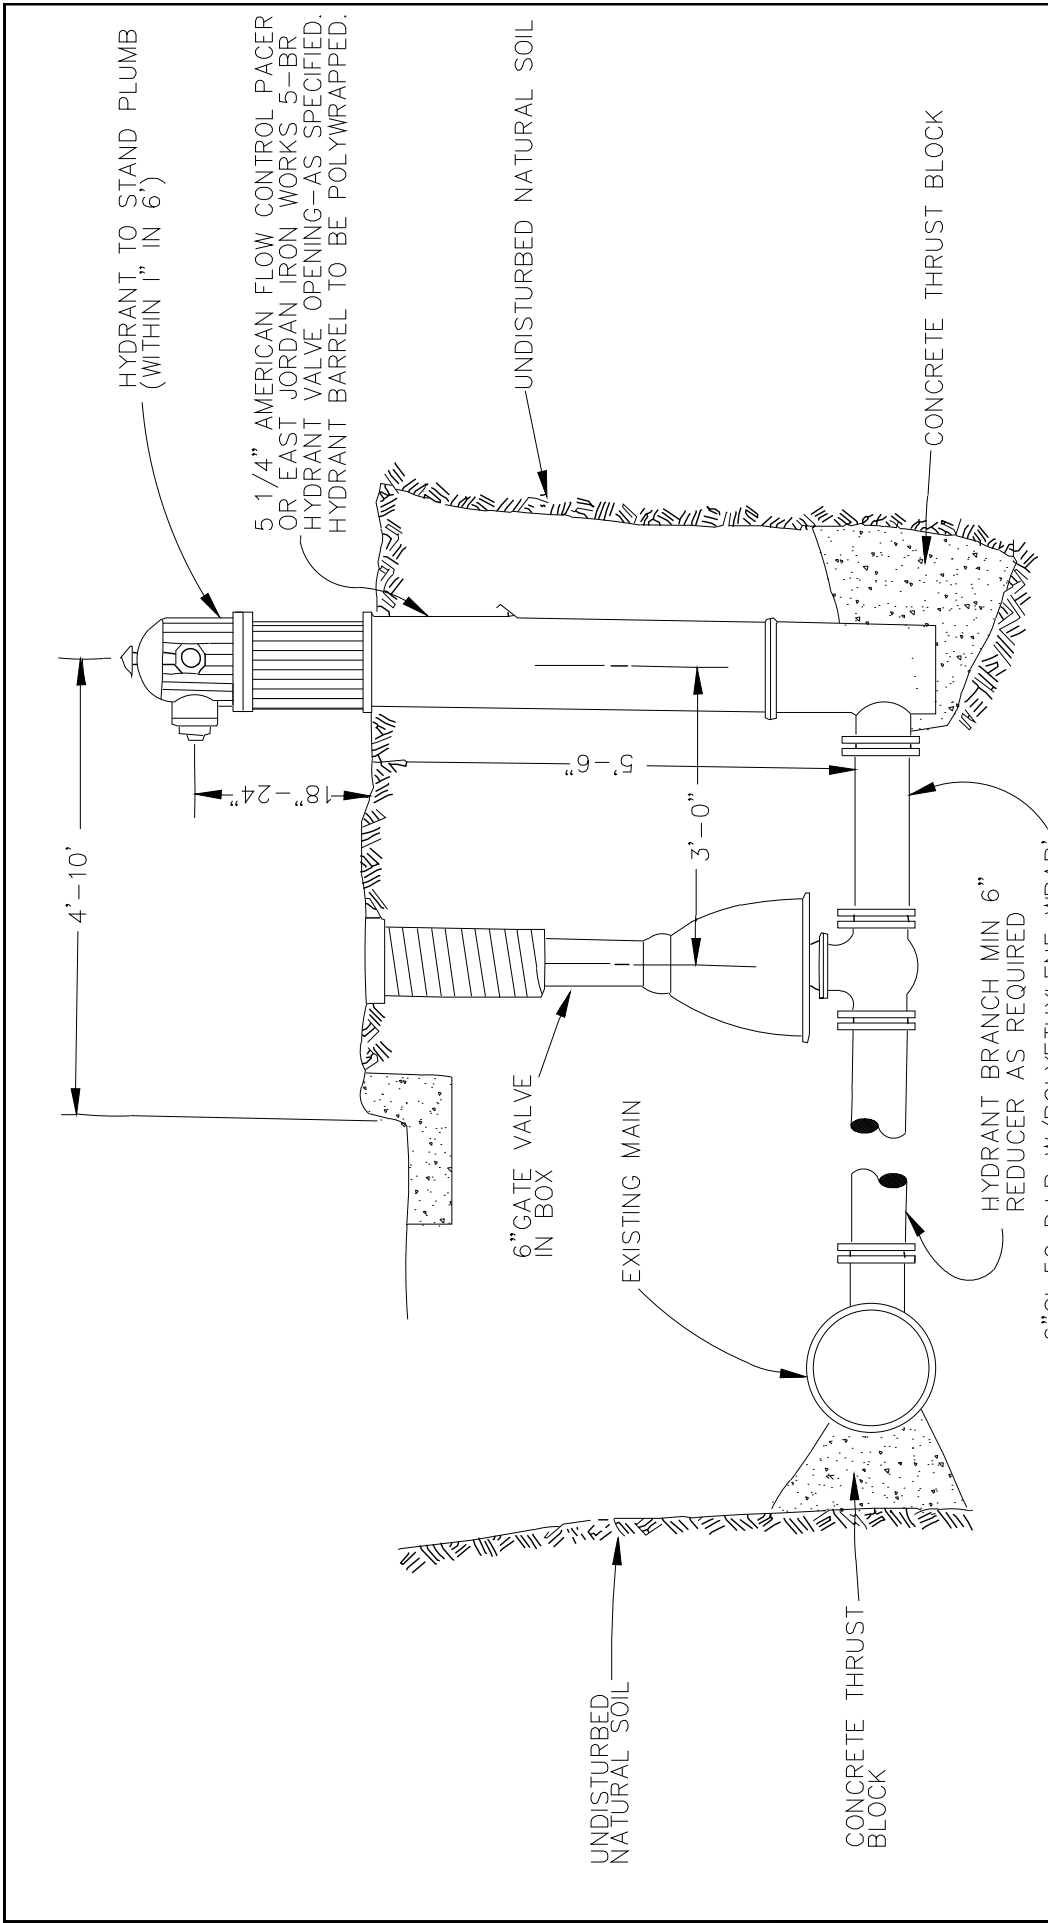 HYDRANT TO STAND PLUMB
(WITHIN 1" IN 6')
5 1/4" AMERICAN FLOW CONTROL PACER
OR EAST JORDAN IRON WORKS 5-BR
HYDRANT VALVE OPENING-AS SPECIFIED.
HYDRANT BARREL TO BE POLYWRAPPED.
UNDISTURBED NATURAL SOIL
CONCRETE THRUST BLOCK
4'-10'
18"-24"
5'-6"
3'-0"
6"GATE VALVE
IN BOX
EXISTING MAIN
HYDRANT BRANCH MIN 6"
REDUCER AS REQUIRED
UNDISTURBED
NATURAL SOIL
CONCRETE THRUST
BLOCK